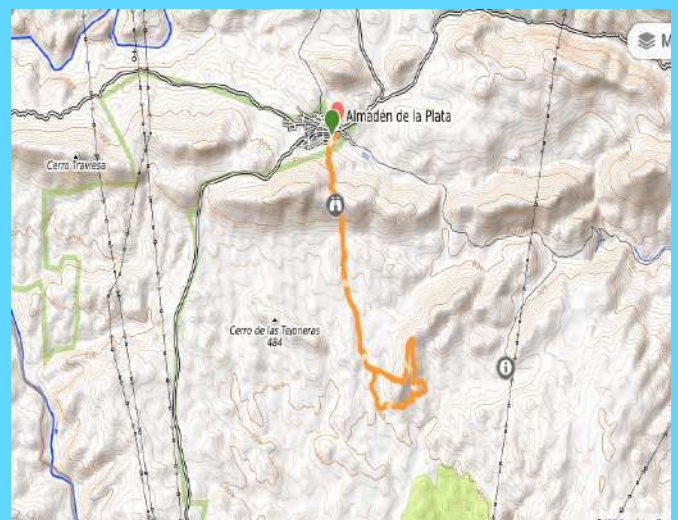 M
Almadén de la Plata
Cerro Traviesa
Cerro de las Tejoneras
484